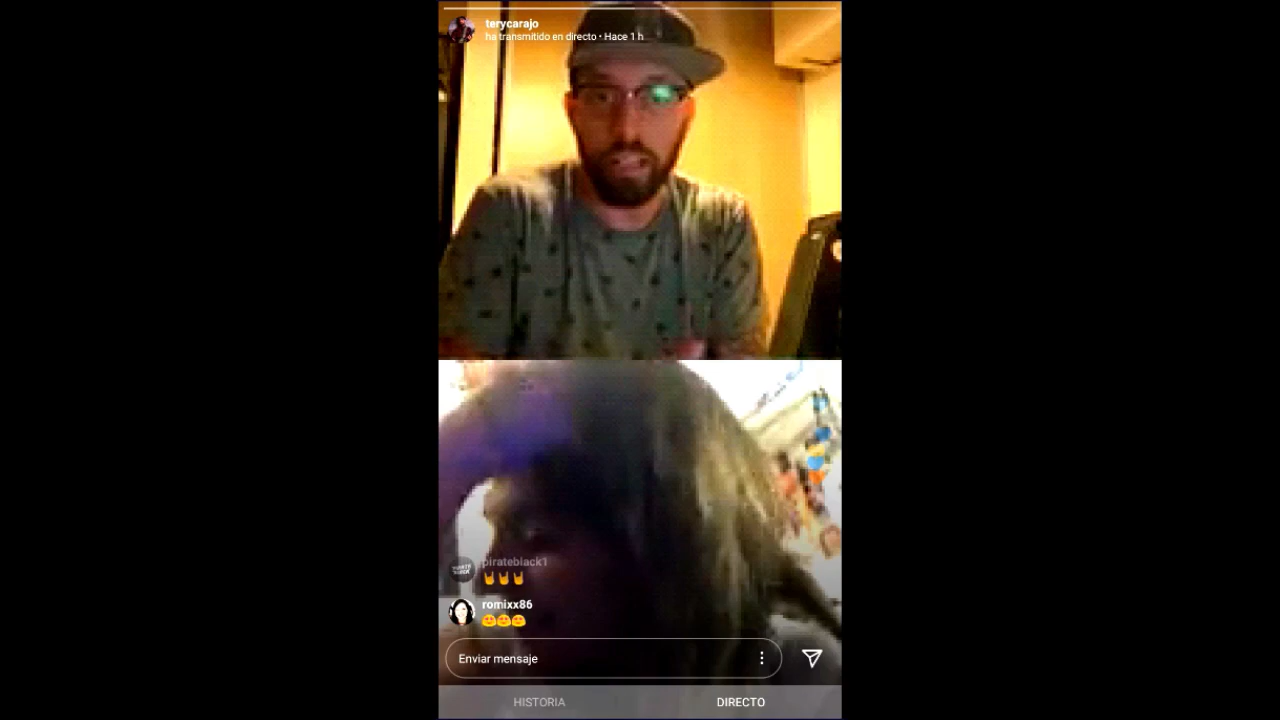 terycarajo
ha transmitido en directo • Hace 1 h
pirateblack1
romixx86
Enviar mensaje
HISTORIA
DIRECTO